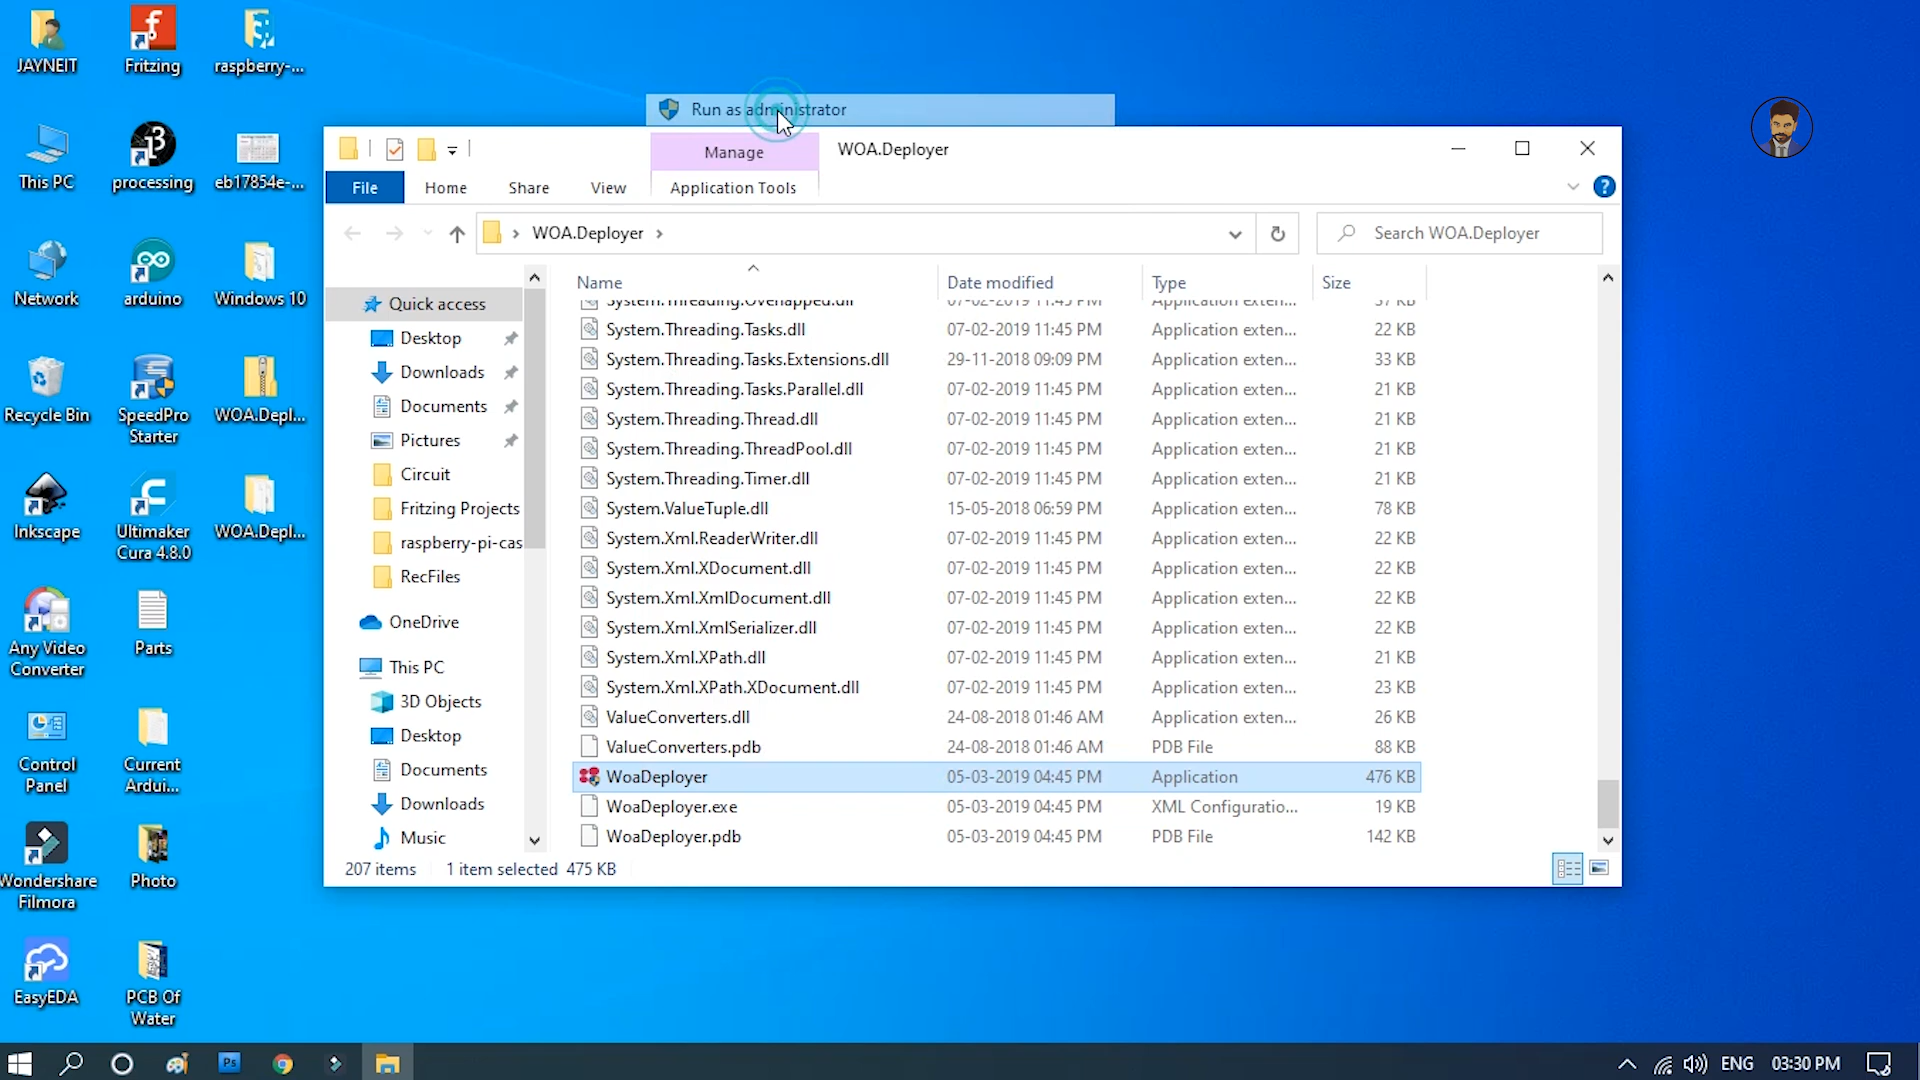 JAYNEIT
Fritzing
raspberry-...
This PC
processing
eb17854e-...
Network
arduino
Windows 10
Recycle Bin
SpeedPro
Starter
WOA.Depl...
Inkscape
Ultimaker
Cura 4.8.0
WOA.Depl...
Any Video
Converter
Parts
Control
Panel
Current
Ardui...
Wondershare
Filmora
Photo
EasyEDA
PCB Of
Water
Run as administrator
Manage
WOA.Deployer
File
Home
Share
View
Application Tools
WOA.Deployer
Search WOA.Deployer
Quick access
Desktop
Downloads
Documents
Pictures
Circuit
Fritzing Projects
raspberry-pi-cas
RecFiles
OneDrive
This PC
3D Objects
Desktop
Documents
Downloads
Music
Name Date modified Type Size
System.Threading.Overlapped.dll 07-02-2019 11:45 PM Application exten... 37 KB
System.Threading.Tasks.dll 07-02-2019 11:45 PM Application exten... 22 KB
System.Threading.Tasks.Extensions.dll 29-11-2018 09:09 PM Application exten... 33 KB
System.Threading.Tasks.Parallel.dll 07-02-2019 11:45 PM Application exten... 21 KB
System.Threading.Thread.dll 07-02-2019 11:45 PM Application exten... 21 KB
System.Threading.ThreadPool.dll 07-02-2019 11:45 PM Application exten... 21 KB
System.Threading.Timer.dll 07-02-2019 11:45 PM Application exten... 21 KB
System.ValueTuple.dll 15-05-2018 06:59 PM Application exten... 78 KB
System.Xml.ReaderWriter.dll 07-02-2019 11:45 PM Application exten... 22 KB
System.Xml.XDocument.dll 07-02-2019 11:45 PM Application exten... 22 KB
System.Xml.XmlDocument.dll 07-02-2019 11:45 PM Application exten... 22 KB
System.Xml.XmlSerializer.dll 07-02-2019 11:45 PM Application exten... 22 KB
System.Xml.XPath.dll 07-02-2019 11:45 PM Application exten... 21 KB
System.Xml.XPath.XDocument.dll 07-02-2019 11:45 PM Application exten... 23 KB
ValueConverters.dll 24-08-2018 01:46 AM Application exten... 26 KB
ValueConverters.pdb 24-08-2018 01:46 AM PDB File 88 KB
WoaDeployer 05-03-2019 04:45 PM Application 476 KB
WoaDeployer.exe 05-03-2019 04:45 PM XML Configuratio... 19 KB
WoaDeployer.pdb 05-03-2019 04:45 PM PDB File 142 KB
207 items 1 item selected 475 KB
Ps
ENG 03:30 PM